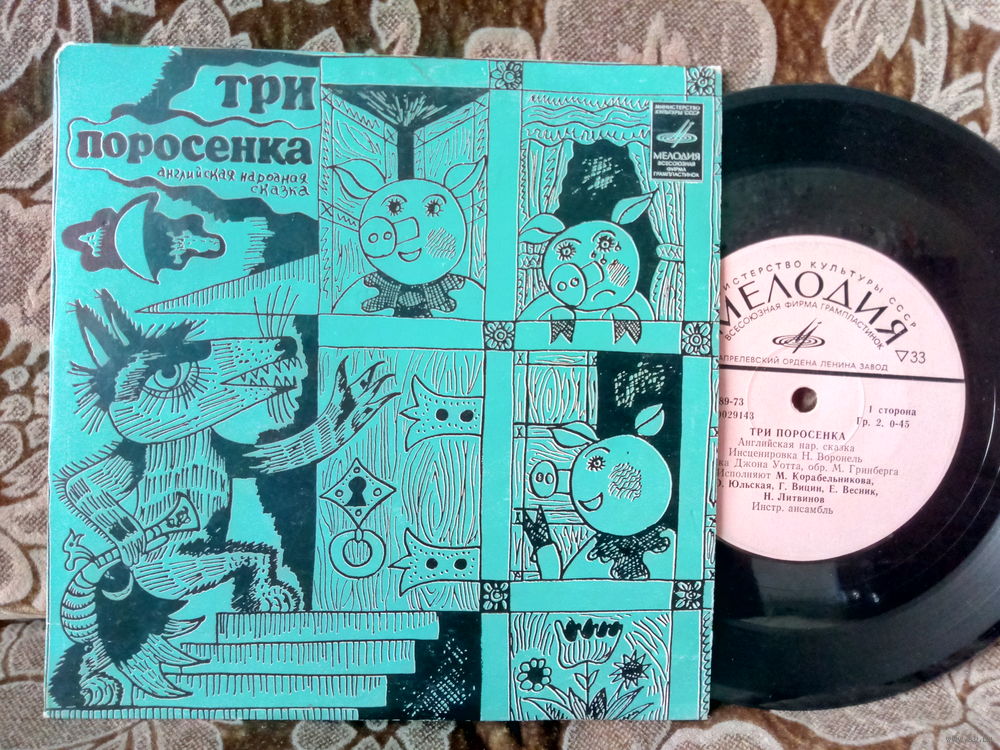 три
поросенка
английская народная
сказка
МИНИСТЕРСТВО
КУЛЬТУРЫ СССР
МЕЛОДИЯ
ВСЕСОЮЗНАЯ
ФИРМА
ГРАМПЛАСТИНОК
ИСТЕРСТВО КУЛЬТУРЫ СССР
МЕЛОДИЯ
ВСЕСОЮЗНАЯ ФИРМА ГРАМПЛАСТИНОК
33
АПРЕЛЕВСКИЙ ОРДЕНА ЛЕНИНА ЗАВОД
89-73
0029143
1 сторона
Гр. 2. 0-45
ТРИ ПОРОСЕНКА
Английская нар. сказка
Инсценировка Н. Воронель
ка Джона Уотта, обр. М. Гринберга
Исполняют М. Корабельникова,
Ю. Юльская, Г. Вицин, Е. Весник,
Н. Литвинов
Инстр. ансамбль